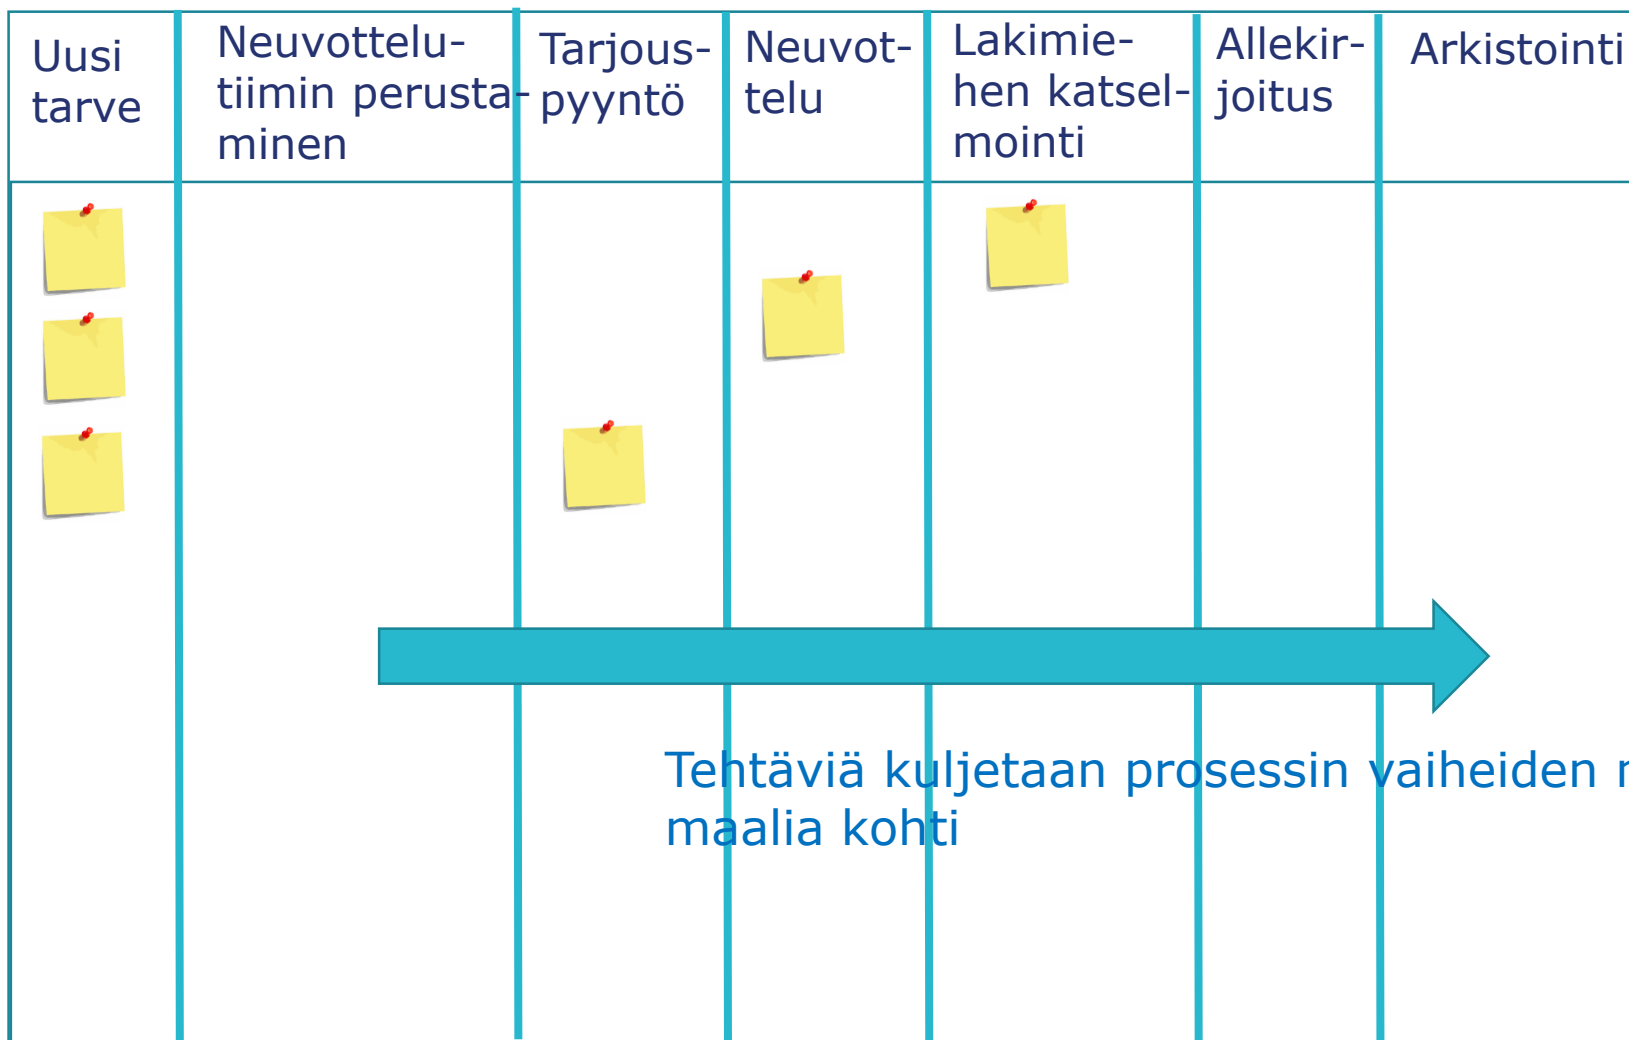 Uusi
tarve
Neuvottelu-
tiimin perusta-
minen
Tarjous-
pyyntö
Neuvot-
telu
Lakimie-
hen katsel-
mointi
Allekir-
joitus
Arkistointi
Tehtäviä kuljetaan prosessin vaiheiden
maalia kohti